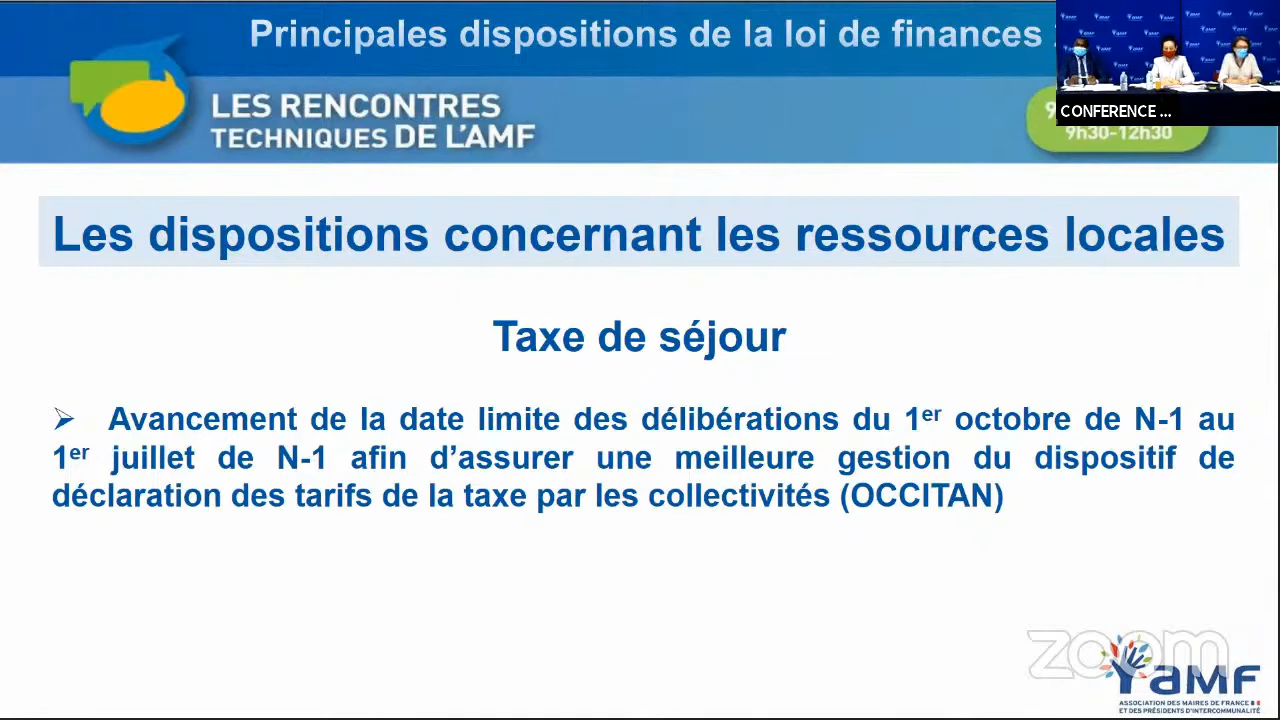 Principales dispositions de la loi de finances
LES RENCONTRES
TECHNIQUES DE L'AMF
CONFERENCE ...
9h30-12h30
Les dispositions concernant les ressources locales
Taxe de séjour
➢ Avancement de la date limite des délibérations du 1er octobre de N-1 au
1er juillet de N-1 afin d’assurer une meilleure gestion du dispositif de
déclaration des tarifs de la taxe par les collectivités (OCCITAN)
zoom
AMF
ASSOCIATION DES MAIRES DE FRANCE
ET DES PRÉSIDENTS D'INTERCOMMUNALITÉ